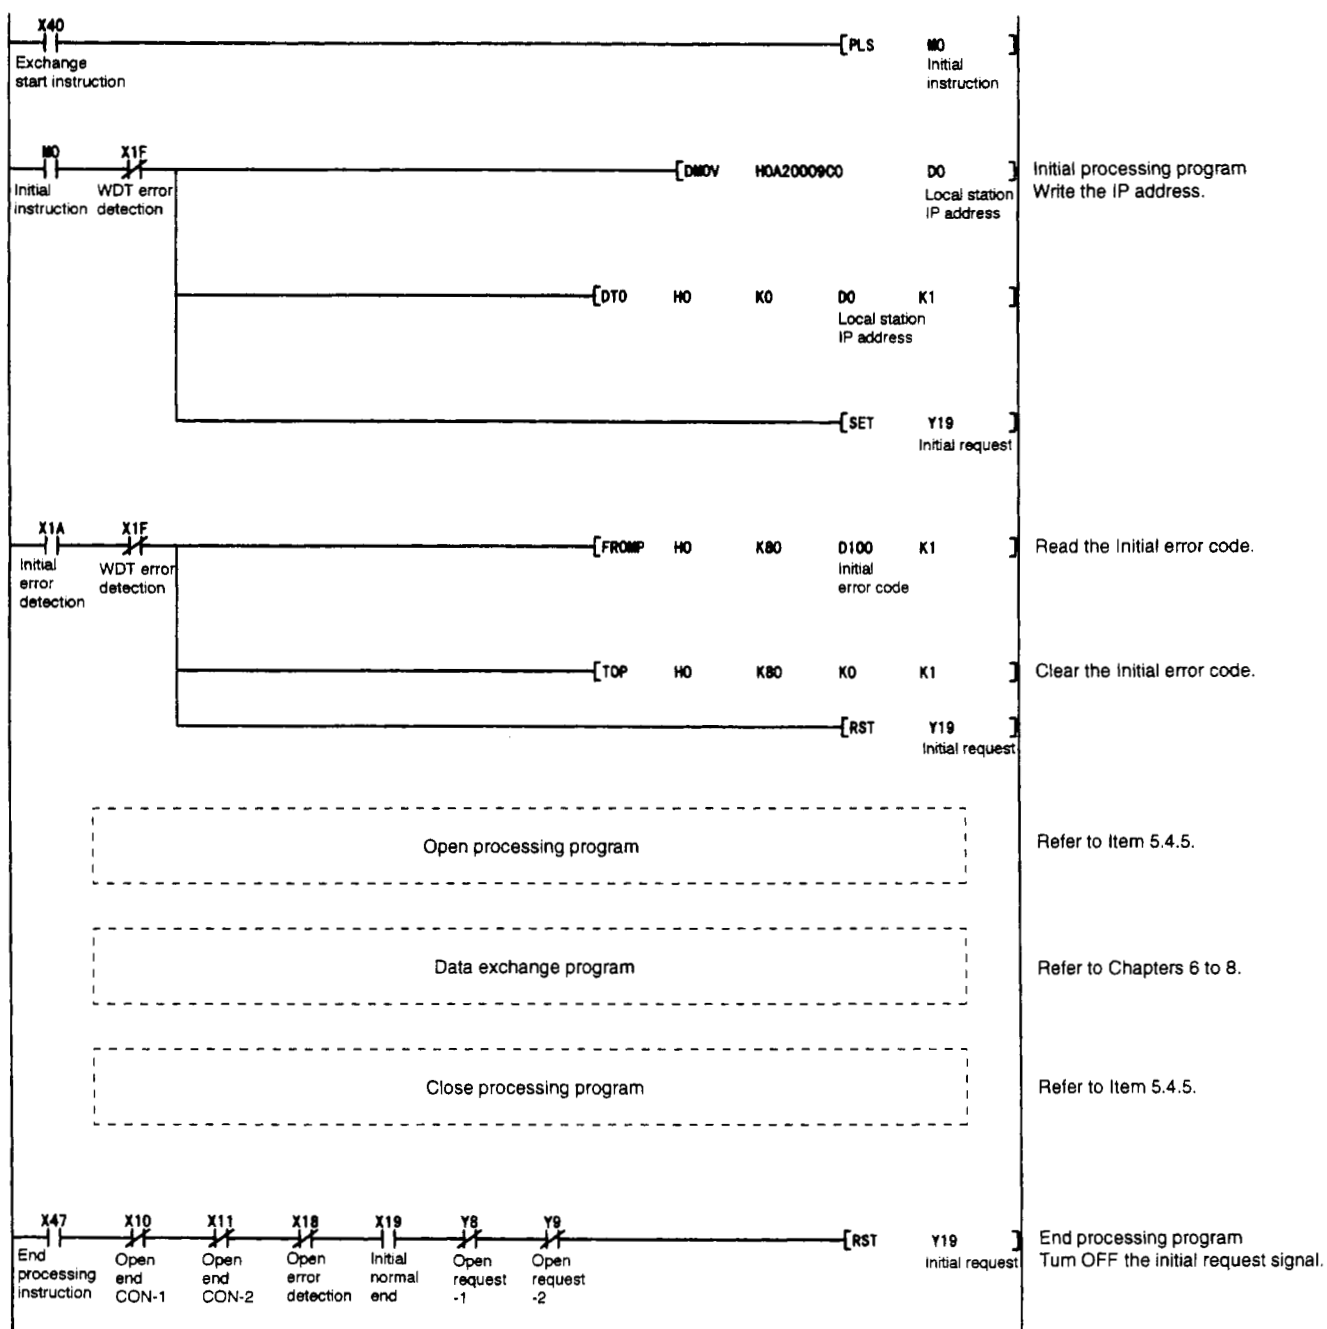 X40
[PLS M0 ]
Exchange
start instruction
Initial
instruction
M0 X1F
[DMOV H0A20009C0 D0 ]
Initial
instruction
WDT error
detection
Local station
IP address
Initial processing program
Write the IP address.
[DTO H0 K0 D0 K1 ]
Local station
IP address
[SET Y19 ]
Initial request
X1A X1F
[FROMP H0 K80 D100 K1 ]
Initial
error
detection
WDT error
detection
Initial
error code
Read the Initial error code.
[TOP H0 K80 K0 K1 ]
Clear the Initial error code.
[RST Y19 ]
Initial request
Open processing program
Refer to Item 5.4.5.
Data exchange program
Refer to Chapters 6 to 8.
Close processing program
Refer to Item 5.4.5.
X47 X10 X11 X18 X19 Y8 Y9
[RST Y19 ]
End
processing
instruction
Open
end
CON-1
Open
end
CON-2
Open
error
detection
Initial
normal
end
Open
request
-1
Open
request
-2
Initial request
End processing program
Turn OFF the initial request signal.